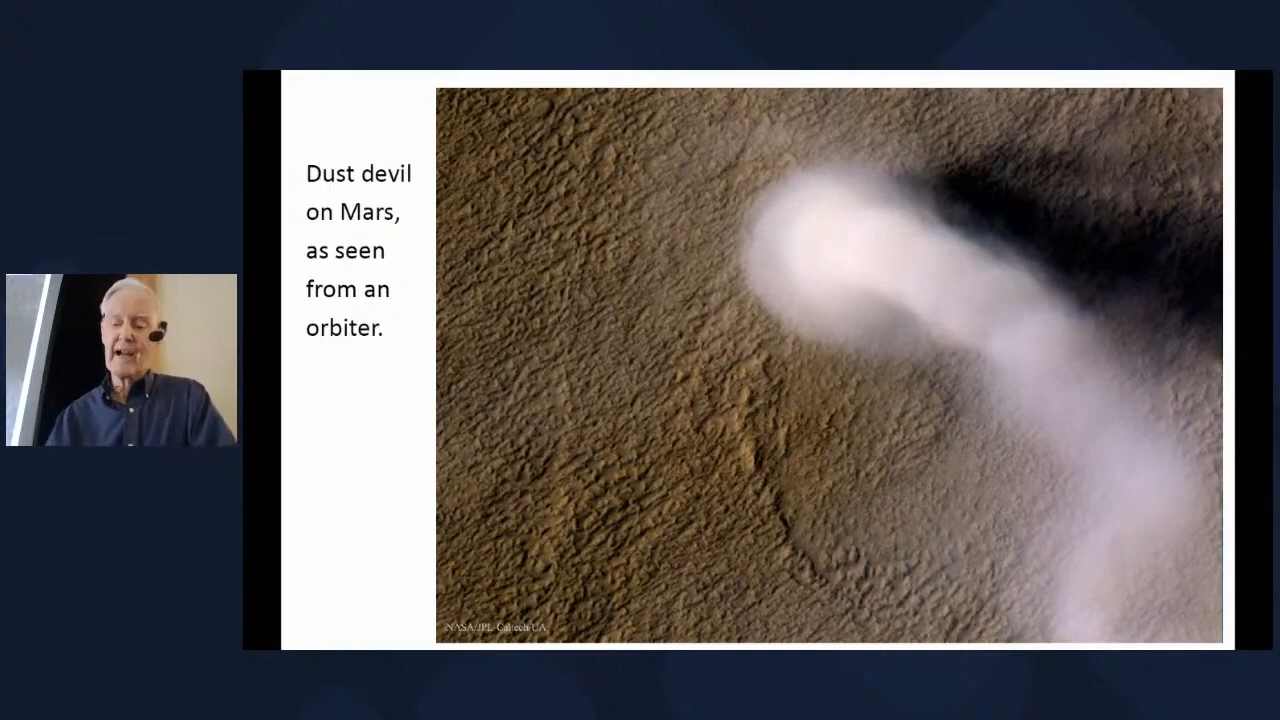 Dust devil
on Mars,
as seen
from an
orbiter.
NASA/JPL-Caltech/UA